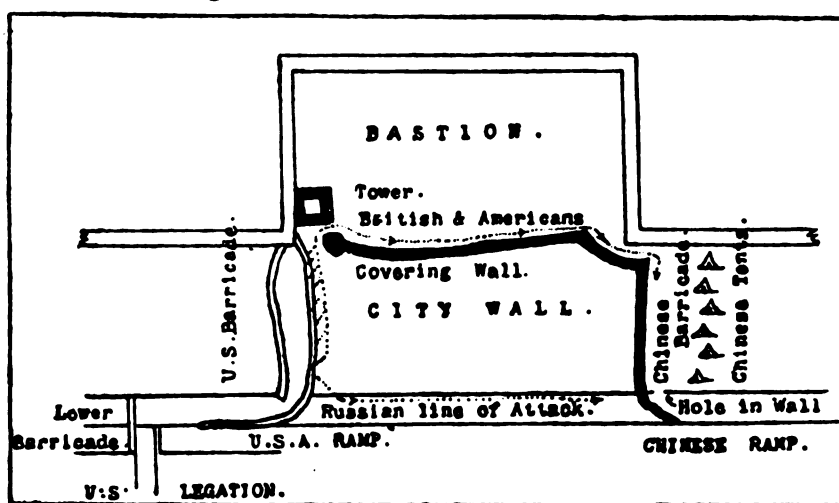 BASTION.
Tower.
British & Americans
U.S. Barricade.
Covering Wall.
CITY WALL.
Chinese
Barricade.
Chinese Tents.
Lower
Barricade.
Russian line of Attack.
Hole in Wall
U.S.A. RAMP.
CHINESE RAMP.
U.S. LEGATION.